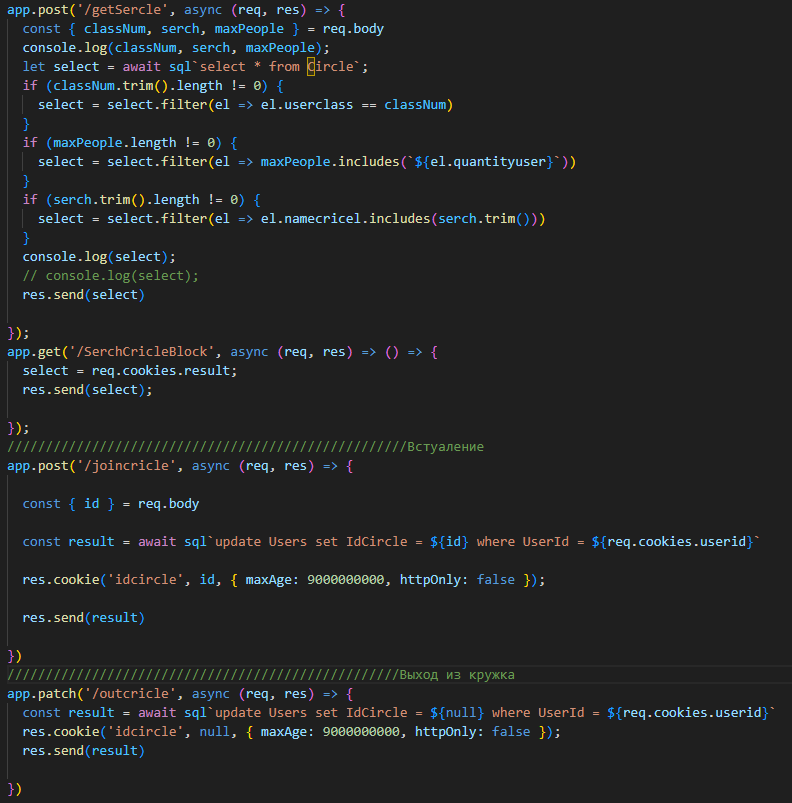 app.post('/getSercle', async (req, res) => {
  const { classNum, serch, maxPeople } = req.body
  console.log(classNum, serch, maxPeople);
  let select = await sql`select * from Circle`;
  if (classNum.trim().length != 0) {
    select = select.filter(el => el.userclass == classNum)
  }
  if (maxPeople.length != 0) {
    select = select.filter(el => maxPeople.includes(`${el.quantityuser}`))
  }
  if (serch.trim().length != 0) {
    select = select.filter(el => el.namecricel.includes(serch.trim()))
  }
  console.log(select);
  // console.log(select);
  res.send(select)
});
app.get('/SerchCricleBlock', async (req, res) => () => {
  select = req.cookies.result;
  res.send(select);
});
////////////////////////////////////////////////////Встуаление
app.post('/joincricle', async (req, res) => {
  const { id } = req.body
  const result = await sql`update Users set IdCircle = ${id} where UserId = ${req.cookies.userid}`
  res.cookie('idcircle', id, { maxAge: 9000000000, httpOnly: false });
  res.send(result)
})
///////////////////////////////////////////////////Выход из кружка
app.patch('/outcricle', async (req, res) => {
  const result = await sql`update Users set IdCircle = ${null} where UserId = ${req.cookies.userid}`
  res.cookie('idcircle', null, { maxAge: 9000000000, httpOnly: false });
  res.send(result)
})